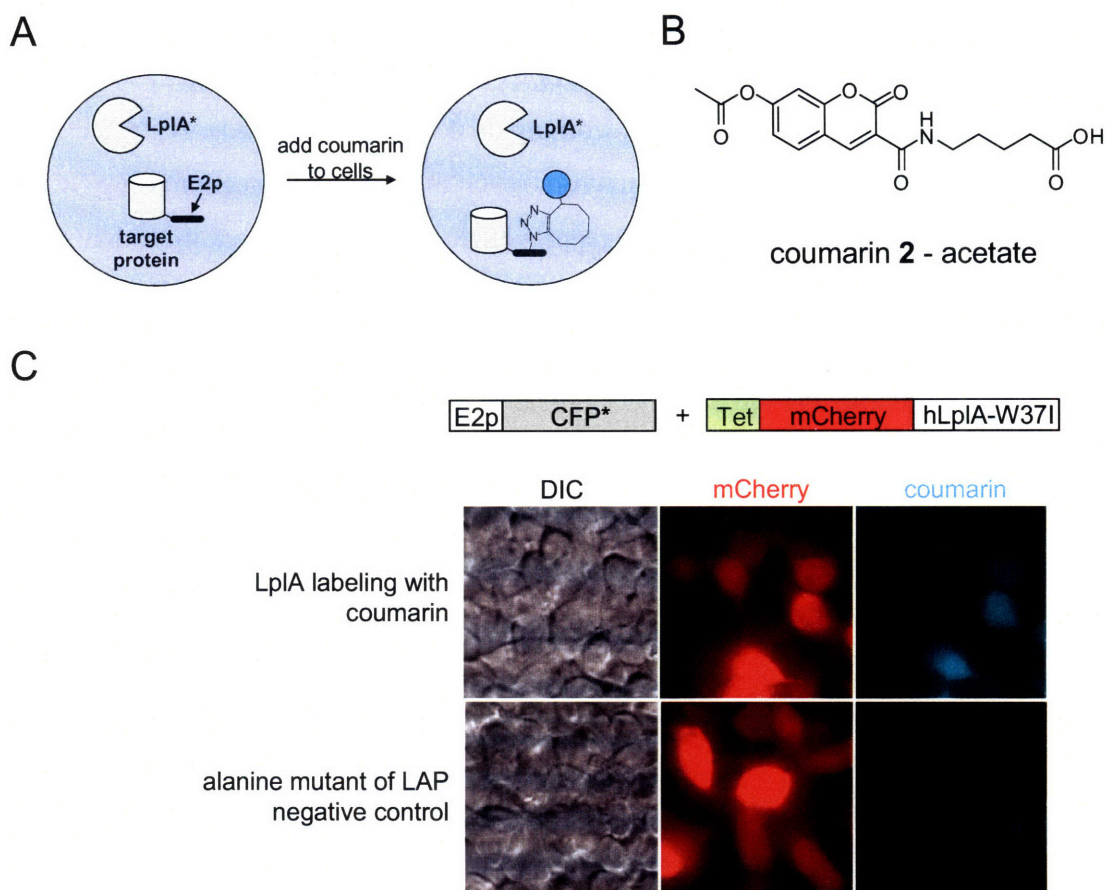 A
LplA*
E2p
target
protein
add coumarin
to cells
LplA*
N
N
N
B
O
O
O
O
H
N
O
OH
O
coumarin 2 - acetate
C
E2p CFP* + Tet mCherry hLplA-W37I
DIC mCherry coumarin
LplA labeling with
coumarin
alanine mutant of LAP
negative control